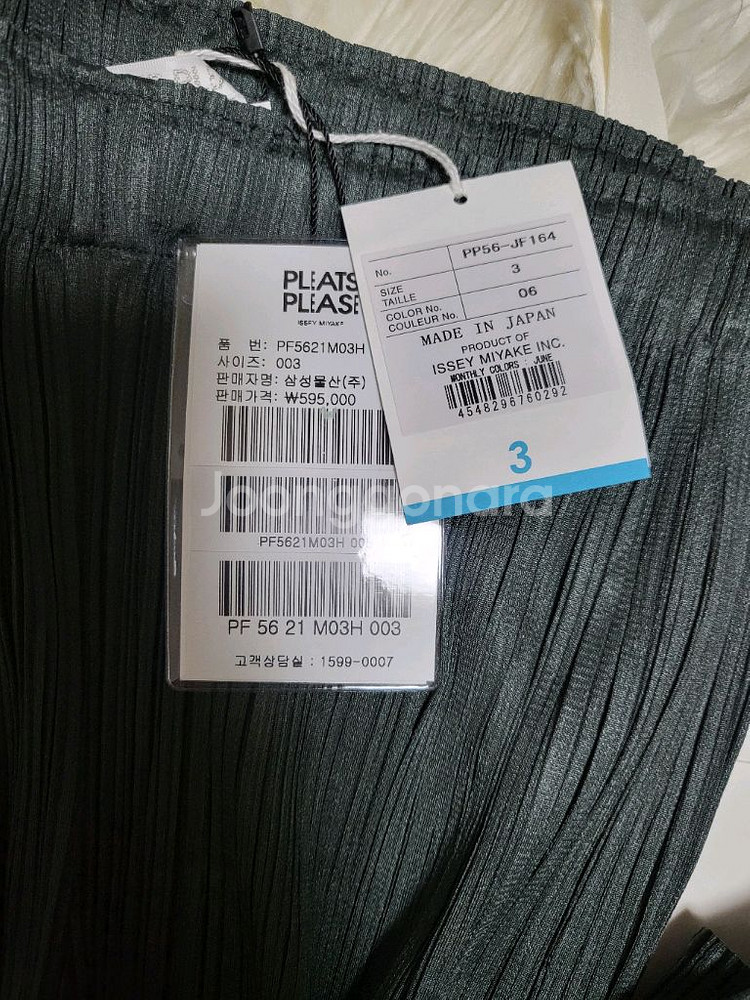 PLEATS
PLEASE
ISSEY MIYAKE
품 번: PF5621M03H
사이즈: 003
판매자명: 삼성물산(주)
판매가격: ₩595,000
PF5621M03H
PF 56 21 M03H 003
고객상담실 : 1599-0007
No. PP56-JF164
SIZE
TAILLE 3
COLOR No.
COULEUR No. 06
MADE IN JAPAN
PRODUCT OF
ISSEY MIYAKE INC.
MONTHLY COLORS : JUNE
4548296760292
3
Joongonara